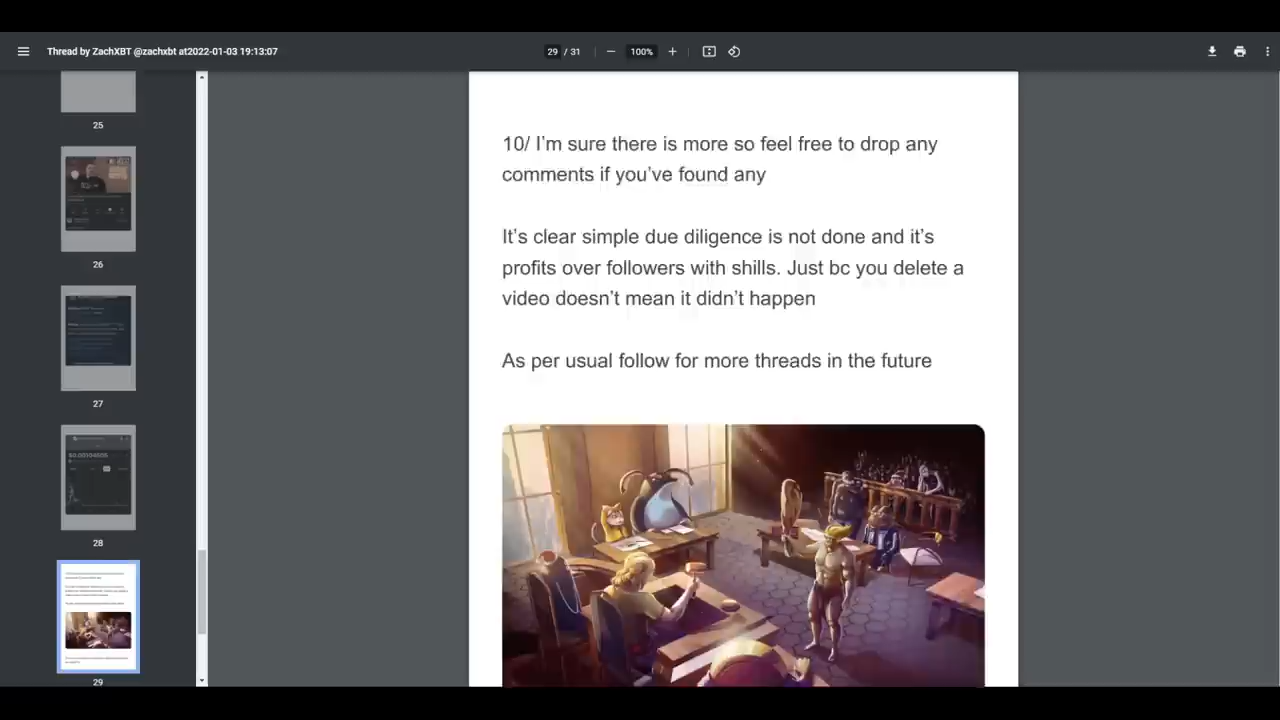 Thread by ZachXBT @zachxbt at2022-01-03 19:13:07
29 / 31
100%
25
26
27
28
29
10/ I’m sure there is more so feel free to drop any
comments if you’ve found any
It’s clear simple due diligence is not done and it’s
profits over followers with shills. Just bc you delete a
video doesn’t mean it didn’t happen
As per usual follow for more threads in the future